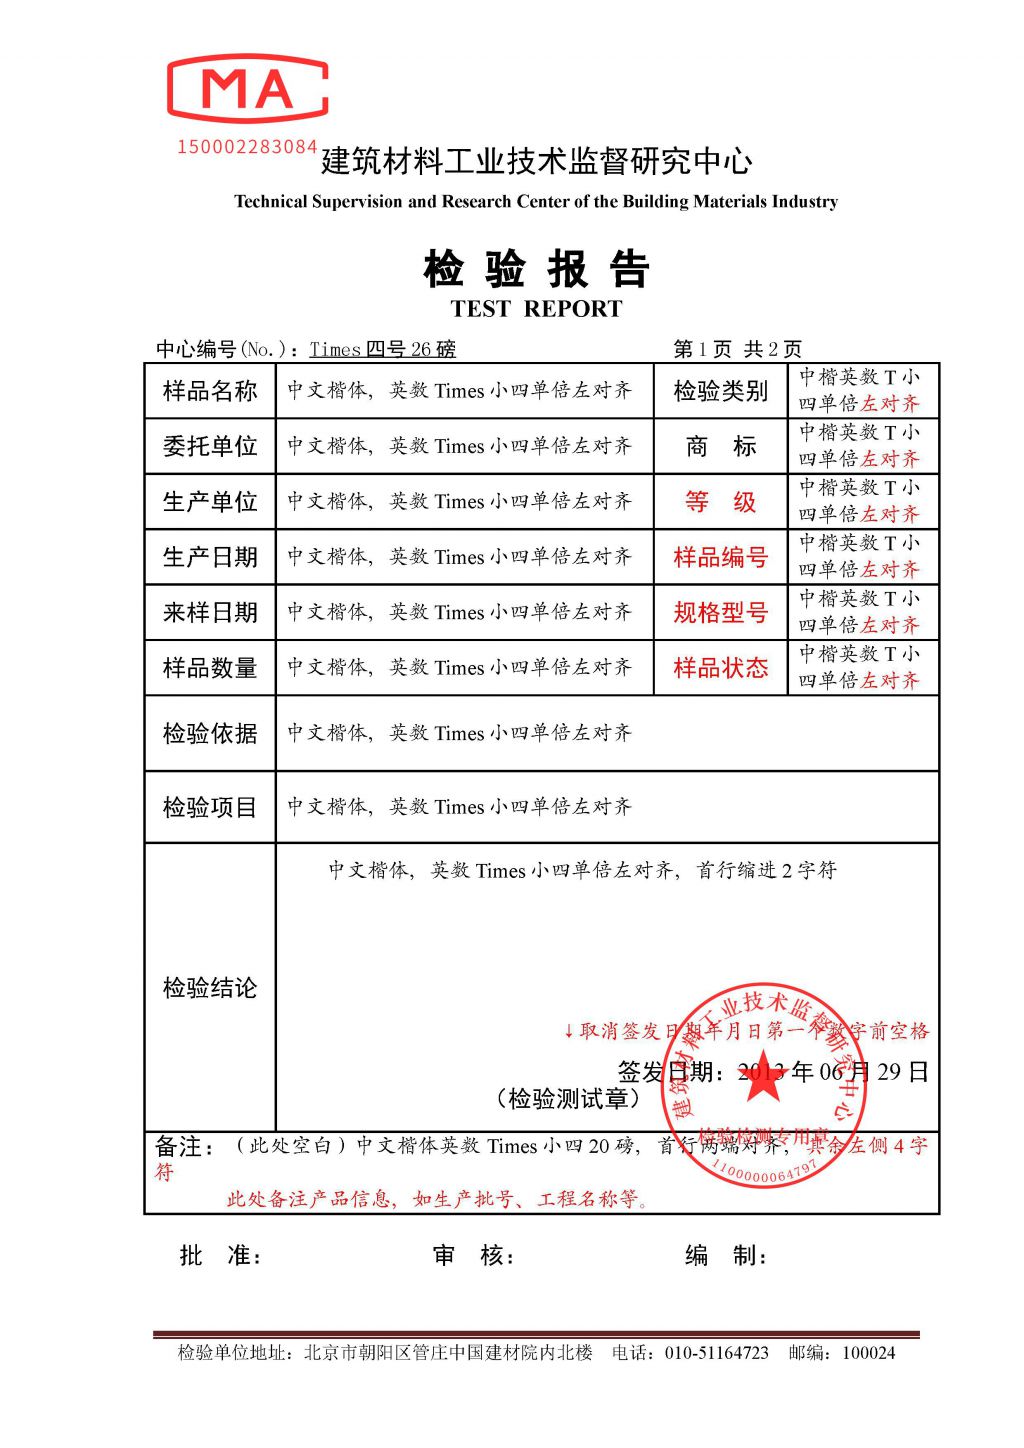 MA
150002283084
建筑材料工业技术监督研究中心
Technical Supervision and Research Center of the Building Materials Industry
检 验 报 告
TEST REPORT
中心编号(No.)：Times 四号 26 磅 第 1 页 共 2 页
样品名称 中文楷体，英数 Times 小四单倍左对齐 检验类别 中楷英数 T 小
四单倍左对齐
委托单位 中文楷体，英数 Times 小四单倍左对齐 商 标 中楷英数 T 小
四单倍左对齐
生产单位 中文楷体，英数 Times 小四单倍左对齐 等 级 中楷英数 T 小
四单倍左对齐
生产日期 中文楷体，英数 Times 小四单倍左对齐 样品编号 中楷英数 T 小
四单倍左对齐
来样日期 中文楷体，英数 Times 小四单倍左对齐 规格型号 中楷英数 T 小
四单倍左对齐
样品数量 中文楷体，英数 Times 小四单倍左对齐 样品状态 中楷英数 T 小
四单倍左对齐
检验依据 中文楷体，英数 Times 小四单倍左对齐
检验项目 中文楷体，英数 Times 小四单倍左对齐
中文楷体，英数 Times 小四单倍左对齐，首行缩进 2 字符
检验结论
↓取消签发日期年月日第一个数字前空格
签发日期：2013 年 06 月 29 日
（检验测试章）
建筑材料工业技术监督研究中心
检验检测专用章
1100000064797
备注：（此处空白）中文楷体英数 Times 小四 20 磅，首行两端对齐，其余左侧 4 字
符
此处备注产品信息，如生产批号、工程名称等。
批 准： 审 核： 编 制：
检验单位地址：北京市朝阳区管庄中国建材院内北楼 电话：010-51164723 邮编：100024